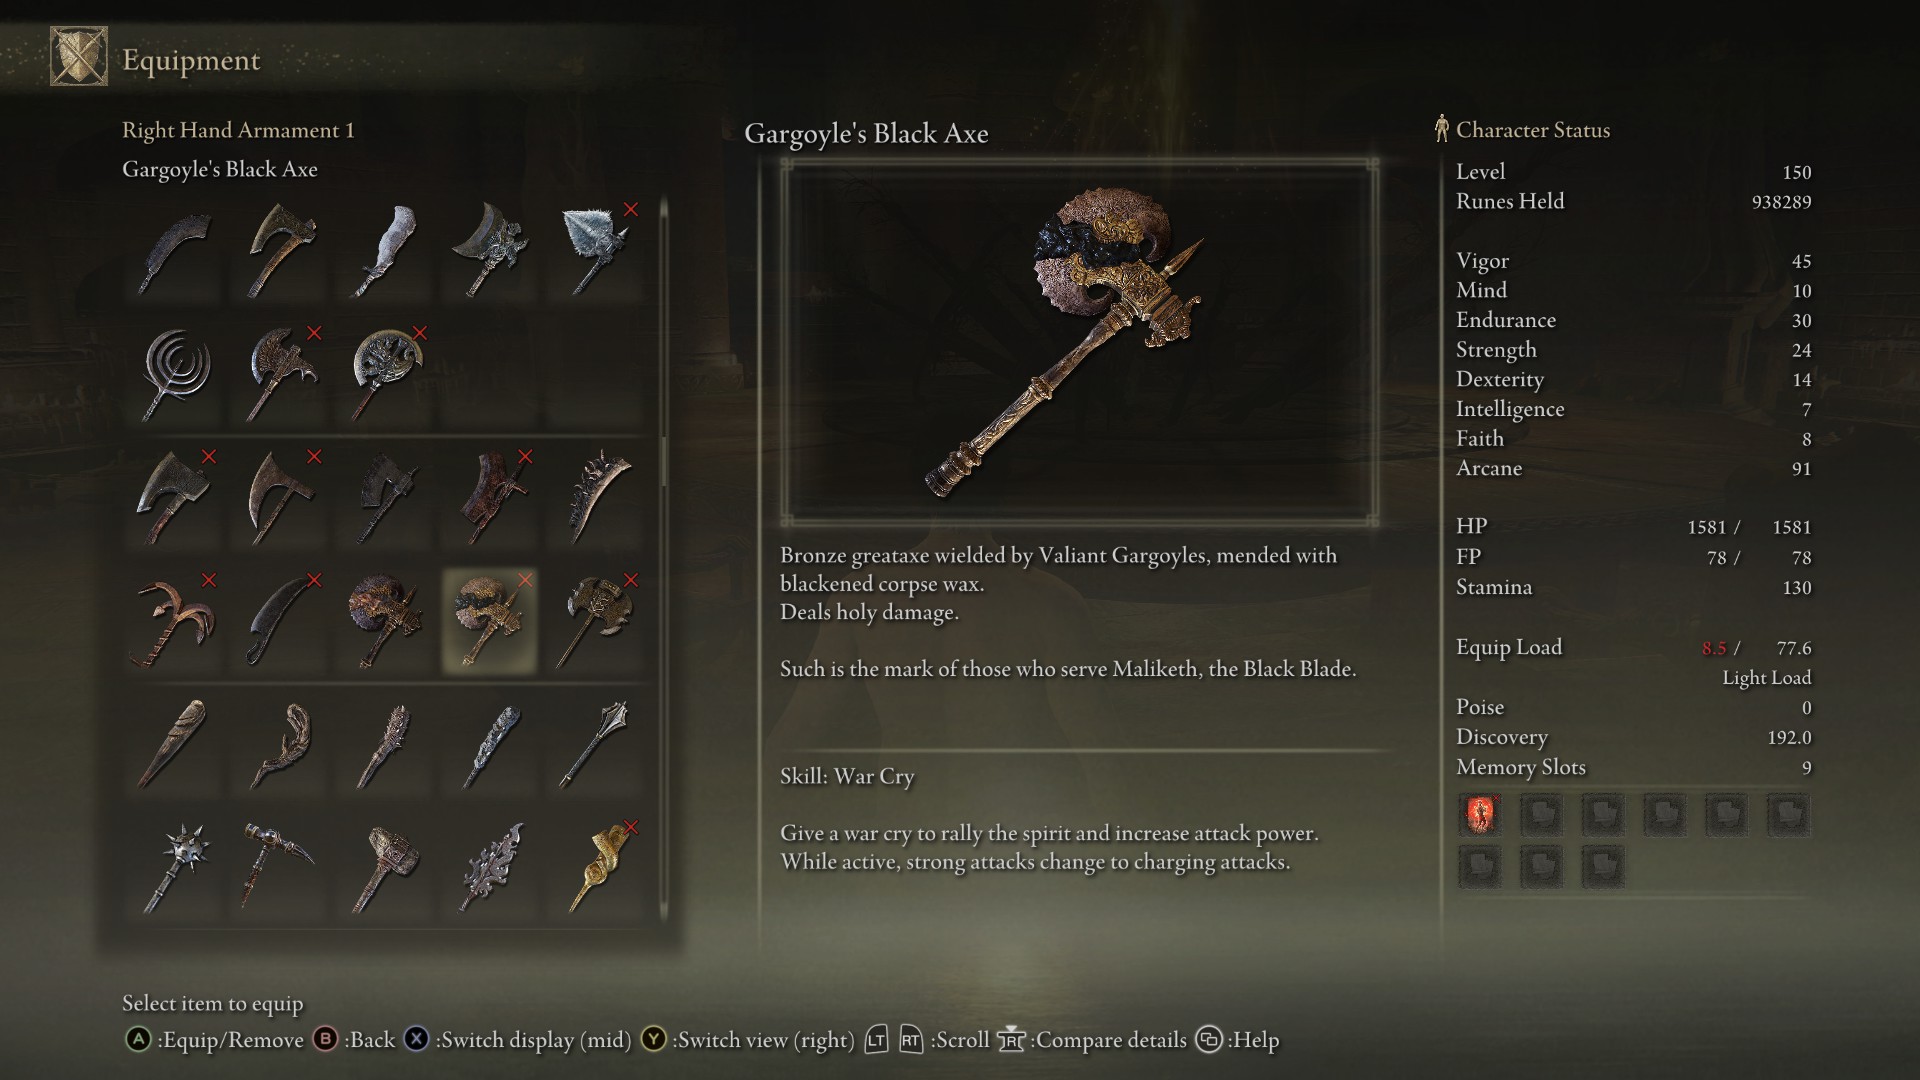 Equipment
Right Hand Armament 1
Gargoyle's Black Axe
Gargoyle's Black Axe
Bronze greataxe wielded by Valiant Gargoyles, mended with
blackened corpse wax.
Deals holy damage.
Such is the mark of those who serve Maliketh, the Black Blade.
Skill: War Cry
Give a war cry to rally the spirit and increase attack power.
While active, strong attacks change to charging attacks.
Character Status
Level 150
Runes Held 938289
Vigor 45
Mind 10
Endurance 30
Strength 24
Dexterity 14
Intelligence 7
Faith 8
Arcane 91
HP 1581 / 1581
FP 78 / 78
Stamina 130
Equip Load 8.5 / 77.6
Light Load
Poise 0
Discovery 192.0
Memory Slots 9
Select item to equip
A :Equip/Remove B :Back X :Switch display (mid) Y :Switch view (right) LT RT :Scroll R :Compare details :Help